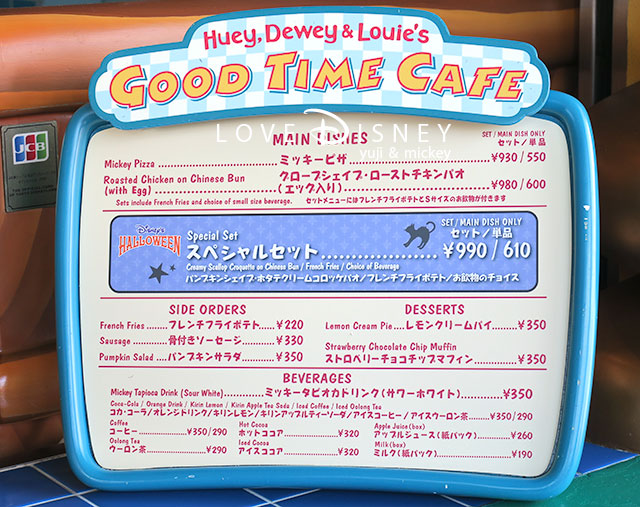 Huey, Dewey & Louie's
GOOD TIME CAFE
LOVE DISNEY
yuji & mickey
JCB
MAIN DISHES
SET / MAIN DISH ONLY
セット / 単品
Mickey Pizza ミッキーピザ ¥930 / 550
Roasted Chicken on Chinese Bun (with Egg) グローブシェイプ・ローストチキンパオ (エッグ入り) ¥980 / 600
Sets include French Fries and choice of small size beverage. セットメニューにはフレンチフライポテトとSサイズのお飲物が付きます
Disney's HALLOWEEN
Special Set
SET / MAIN DISH ONLY
セット / 単品
スペシャルセット ¥990 / 610
Creamy Scallop Croquette on Chinese Bun / French Fries / Choice of Beverage
パンプキンシェイプ・ホタテクリームコロッケパオ / フレンチフライポテト / お飲物のチョイス
SIDE ORDERS
French Fries フレンチフライポテト ¥220
Sausage 骨付きソーセージ ¥330
Pumpkin Salad パンプキンサラダ ¥350
DESSERTS
Lemon Cream Pie レモンクリームパイ ¥350
Strawberry Chocolate Chip Muffin
ストロベリーチョコチップマフィン ¥350
BEVERAGES
Mickey Tapioca Drink (Sour White) ミッキータピオカドリンク(サワーホワイト) ¥350
Coca-Cola / Orange Drink / Kirin Lemon / Kirin Apple Tea Soda / Iced Coffee / Iced Oolong Tea
コカ・コーラ / オレンジドリンク / キリンレモン / キリンアップルティーソーダ / アイスコーヒー / アイスウーロン茶 ¥350 / 290
Coffee
コーヒー ¥350 / 290
Oolong Tea
ウーロン茶 ¥290
Hot Cocoa
ホットココア ¥320
Iced Cocoa
アイスココア ¥320
Apple Juice (box)
アップルジュース (紙パック) ¥260
Milk (box)
ミルク (紙パック) ¥190